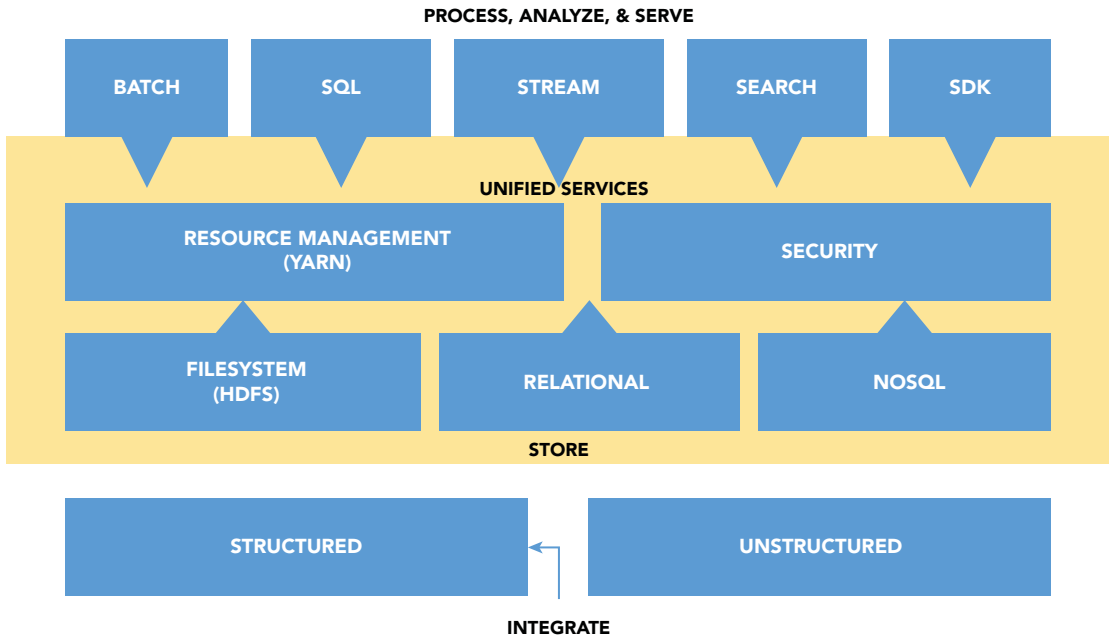 PROCESS, ANALYZE, & SERVE
BATCH
SQL
STREAM
SEARCH
SDK
UNIFIED SERVICES
RESOURCE MANAGEMENT
(YARN)
SECURITY
FILESYSTEM
(HDFS)
RELATIONAL
NOSQL
STORE
STRUCTURED
UNSTRUCTURED
INTEGRATE